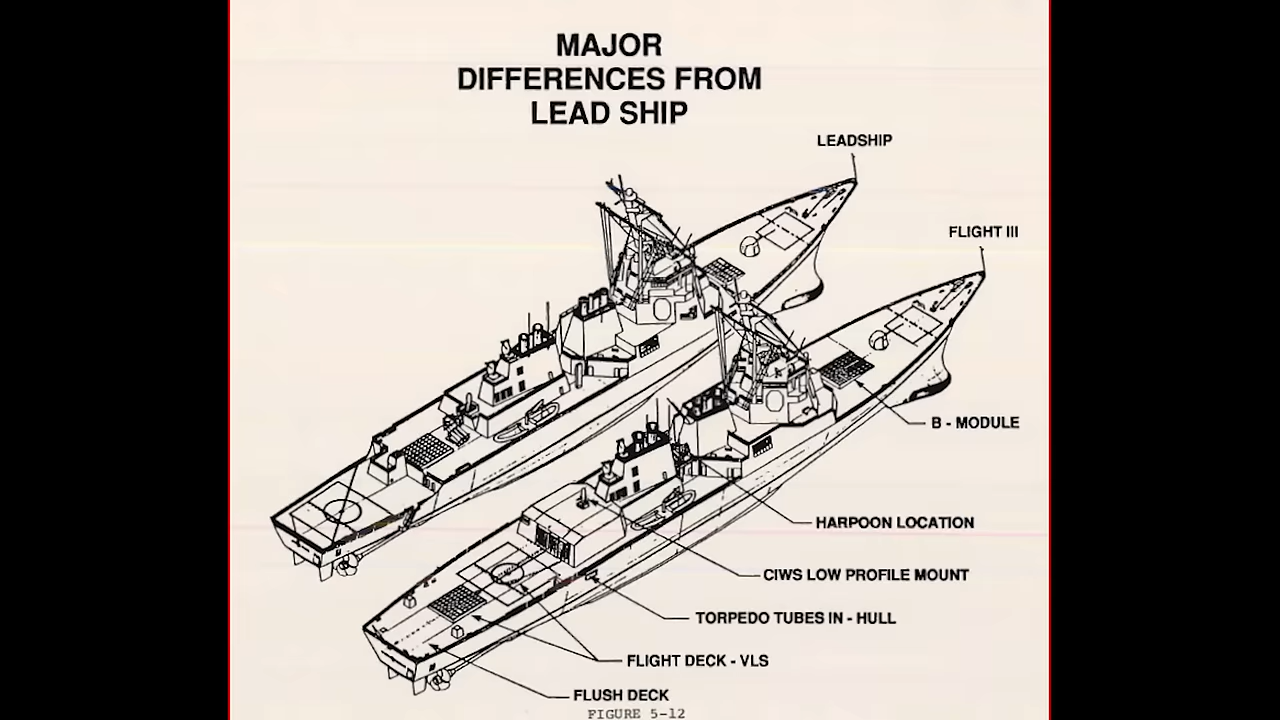 MAJOR
DIFFERENCES FROM
LEAD SHIP
LEADSHIP
FLIGHT III
B - MODULE
HARPOON LOCATION
CIWS LOW PROFILE MOUNT
TORPEDO TUBES IN - HULL
FLIGHT DECK - VLS
FLUSH DECK
FIGURE 5-12